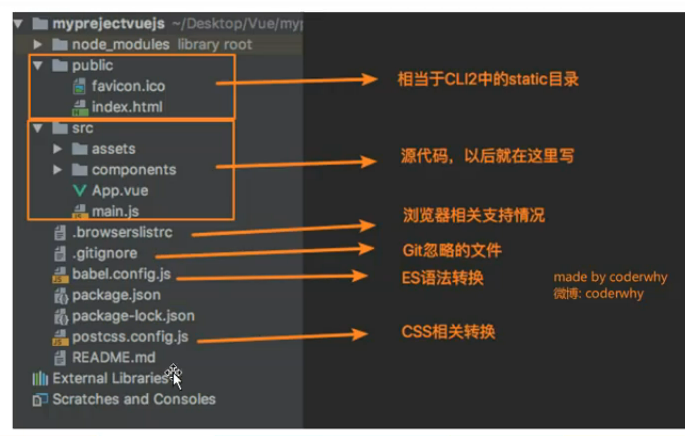 myprejectvuejs ~/Desktop/Vue/myp
node_modules library root
public
favicon.ico
相当于CLI2中的static目录
index.html
src
assets
源代码，以后就在这里写
components
App.vue
main.js
浏览器相关支持情况
.browserslistrc
.gitignore
Git忽略的文件
babel.config.js
ES语法转换
made by coderwhy
package.json
微博: coderwhy
package-lock.json
postcss.config.js
CSS相关转换
README.md
External Libraries
Scratches and Consoles